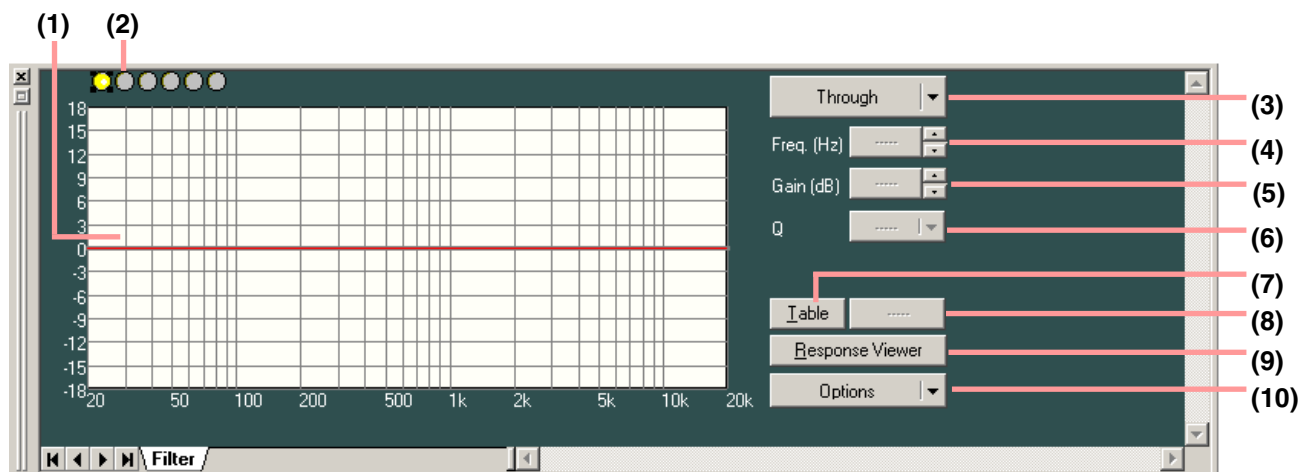 (1) (2)
18
15
12
9
6
3
0
-3
-6
-9
-12
-15
-18
20 50 100 200 500 1k 2k 5k 10k 20k
Through (3)
Freq. (Hz) ----- (4)
Gain (dB) ----- (5)
Q ----- (6)
(7)
Table ----- (8)
Response Viewer (9)
Options (10)
Filter